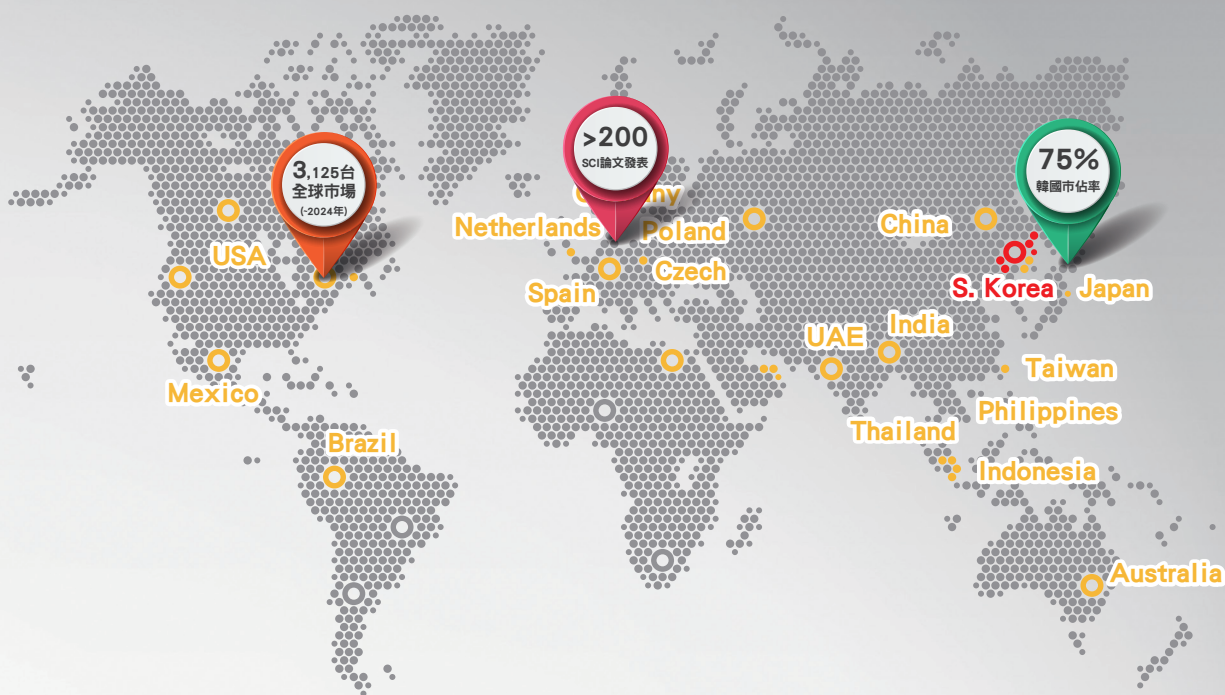 3,125台
全球市場
(~2024年)
>200
SCI論文發表
75%
韓國市佔率
Netherlands
Poland
China
USA
Czech
Spain
S. Korea
Japan
India
UAE
Taiwan
Mexico
Philippines
Thailand
Brazil
Indonesia
Australia